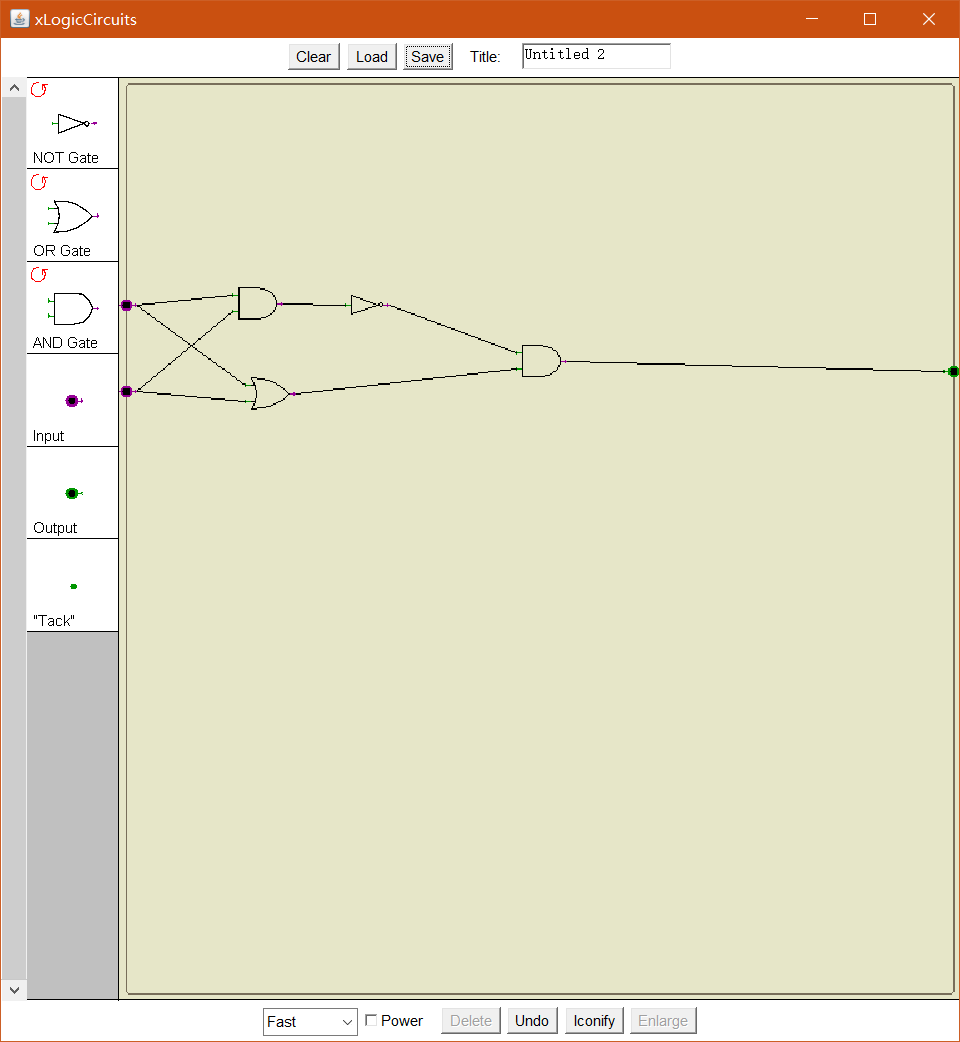 xLogicCircuits
Clear Load Save Title: Untitled 2
NOT Gate
OR Gate
AND Gate
Input
Output
"Tack"
Fast Power Delete Undo Iconify Enlarge